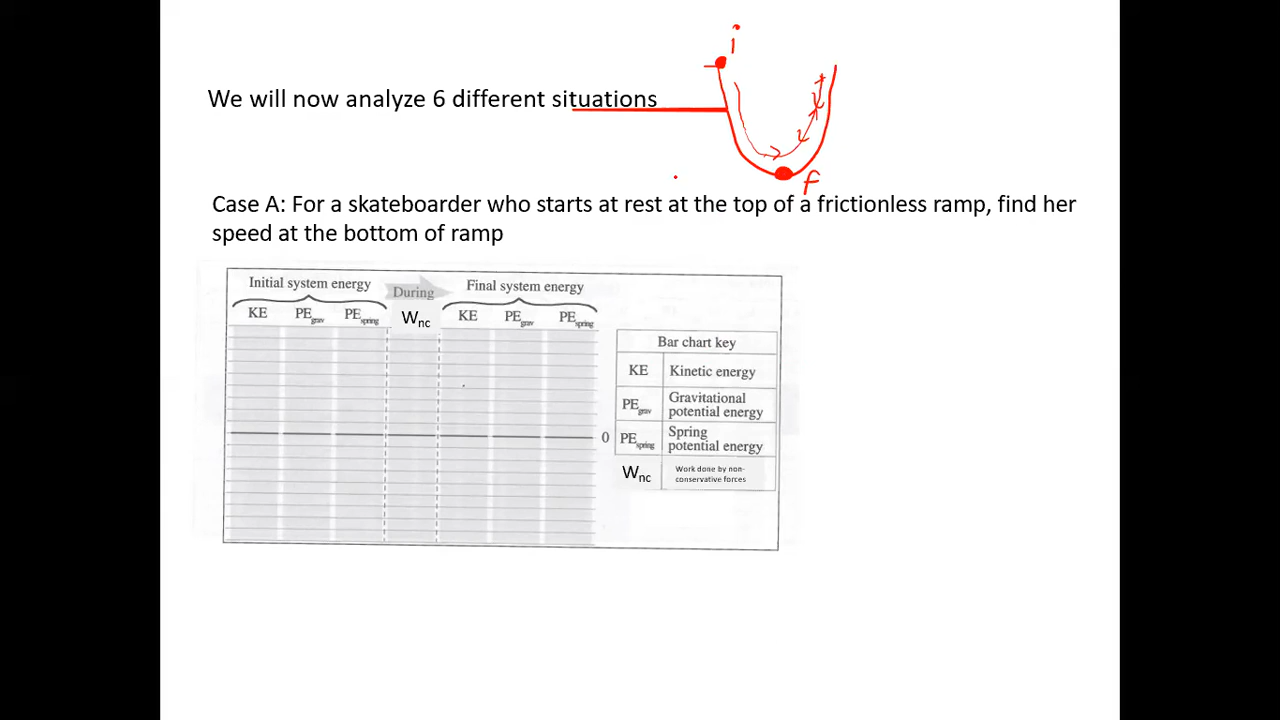 i
We will now analyze 6 different situations
f
Case A: For a skateboarder who starts at rest at the top of a frictionless ramp, find her
speed at the bottom of ramp
Initial system energy During Final system energy
KE PEgrav PEspring Wnc KE PEgrav PEspring
Bar chart key
KE Kinetic energy
PEgrav Gravitational
potential energy
0 PEspring Spring
potential energy
Wnc Work done by non-
conservative forces